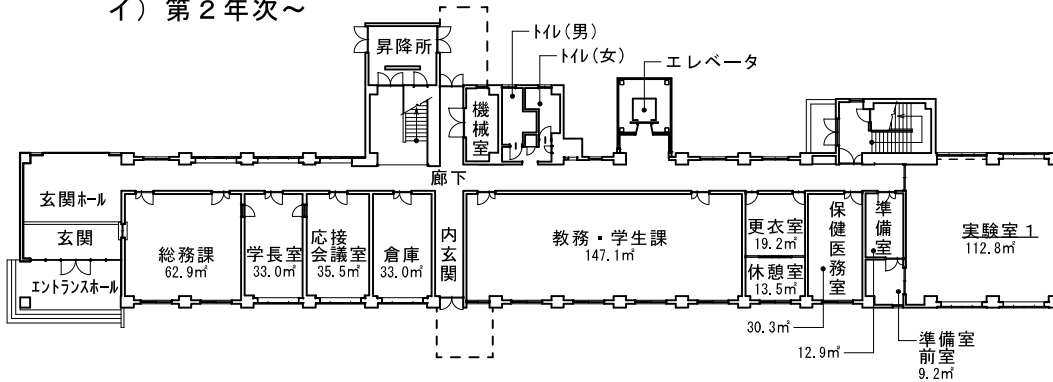 イ）第２年次～
昇降所
ﾄｲﾚ(男)
ﾄｲﾚ(女)
エレベータ
機械室
廊下
玄関ホール
玄関
エントランスホール
総務課
62.9㎡
学長室
33.0㎡
応接
会議室
35.5㎡
倉庫
33.0㎡
内玄関
教務・学生課
147.1㎡
更衣室
19.2㎡
休憩室
13.5㎡
保健医務室
30.3㎡
準備室
12.9㎡
準備室
前室
9.2㎡
実験室１
112.8㎡